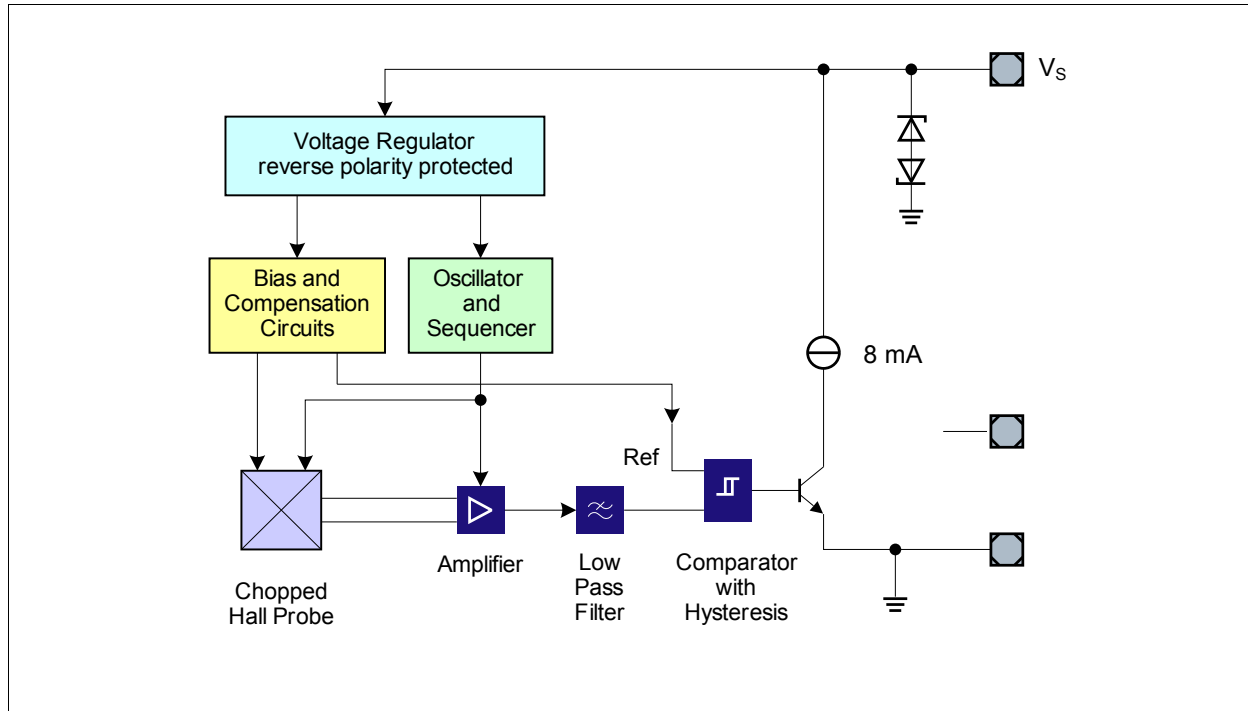 V_S
Voltage Regulator
reverse polarity protected
Bias and
Compensation
Circuits
Oscillator
and
Sequencer
8 mA
Ref
Amplifier
Low
Pass
Filter
Comparator
with
Hysteresis
Chopped
Hall Probe